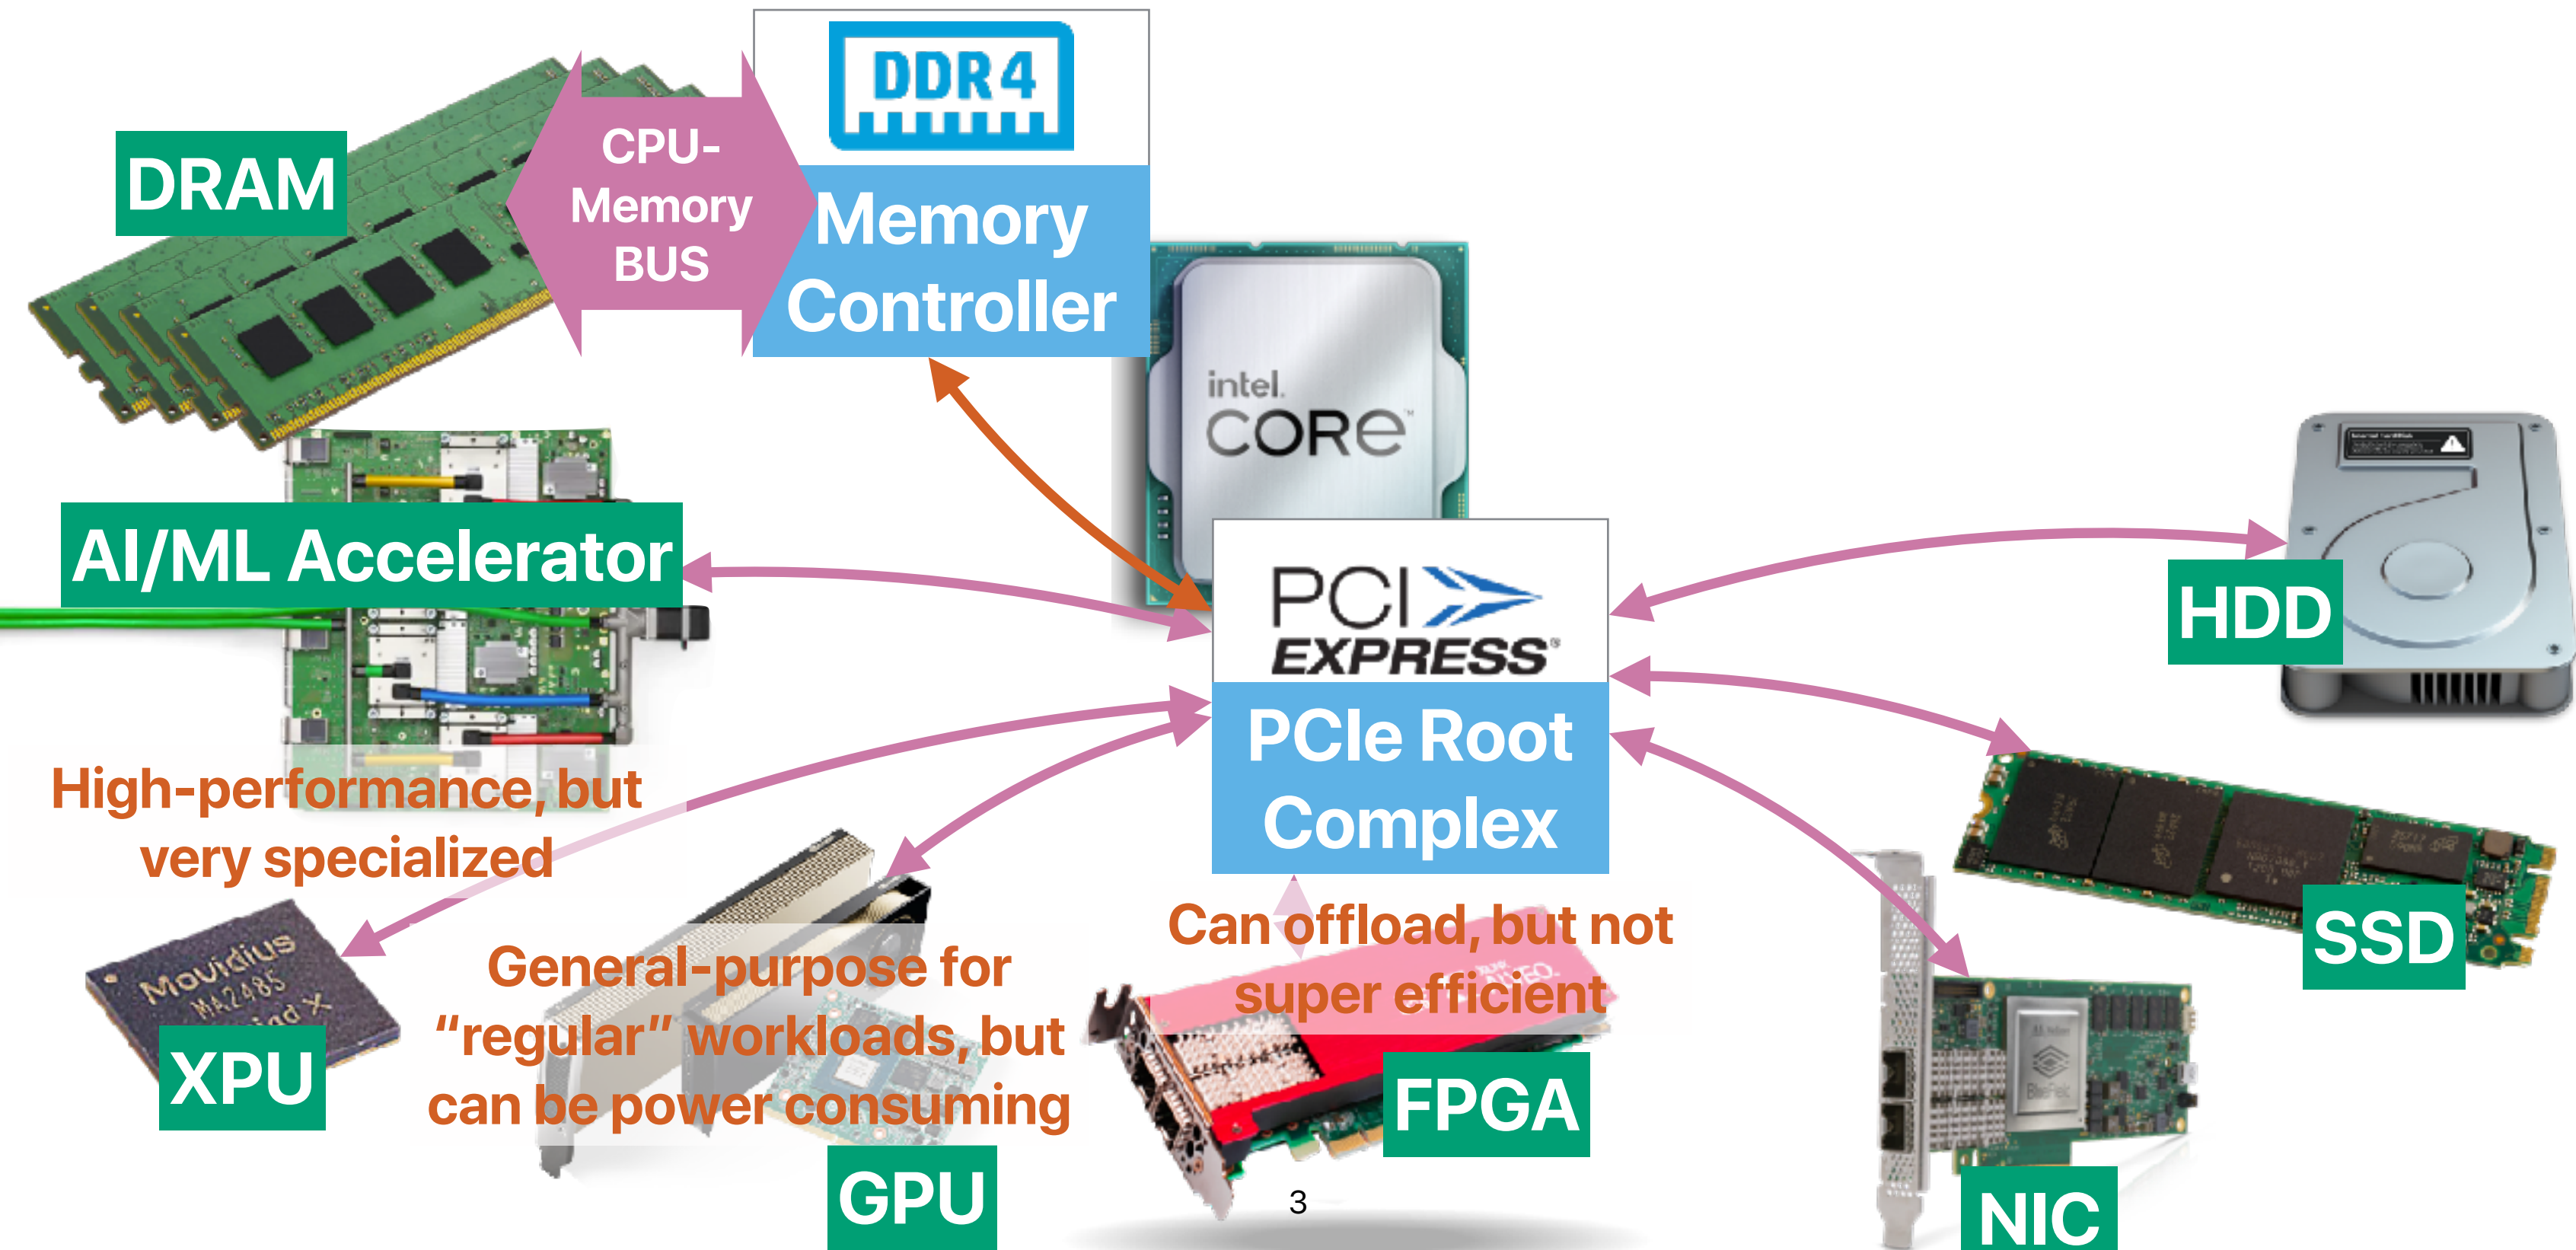 DDR4
CPU-
Memory
BUS
DRAM
Memory
Controller
intel.
CORE
AI/ML Accelerator
PCI
EXPRESS®
HDD
PCIe Root
Complex
High-performance, but
very specialized
Can offload, but not
super efficient
SSD
Movidius
MA2485
XPU
General-purpose for
“regular” workloads, but
can be power consuming
FPGA
GPU
3
NIC